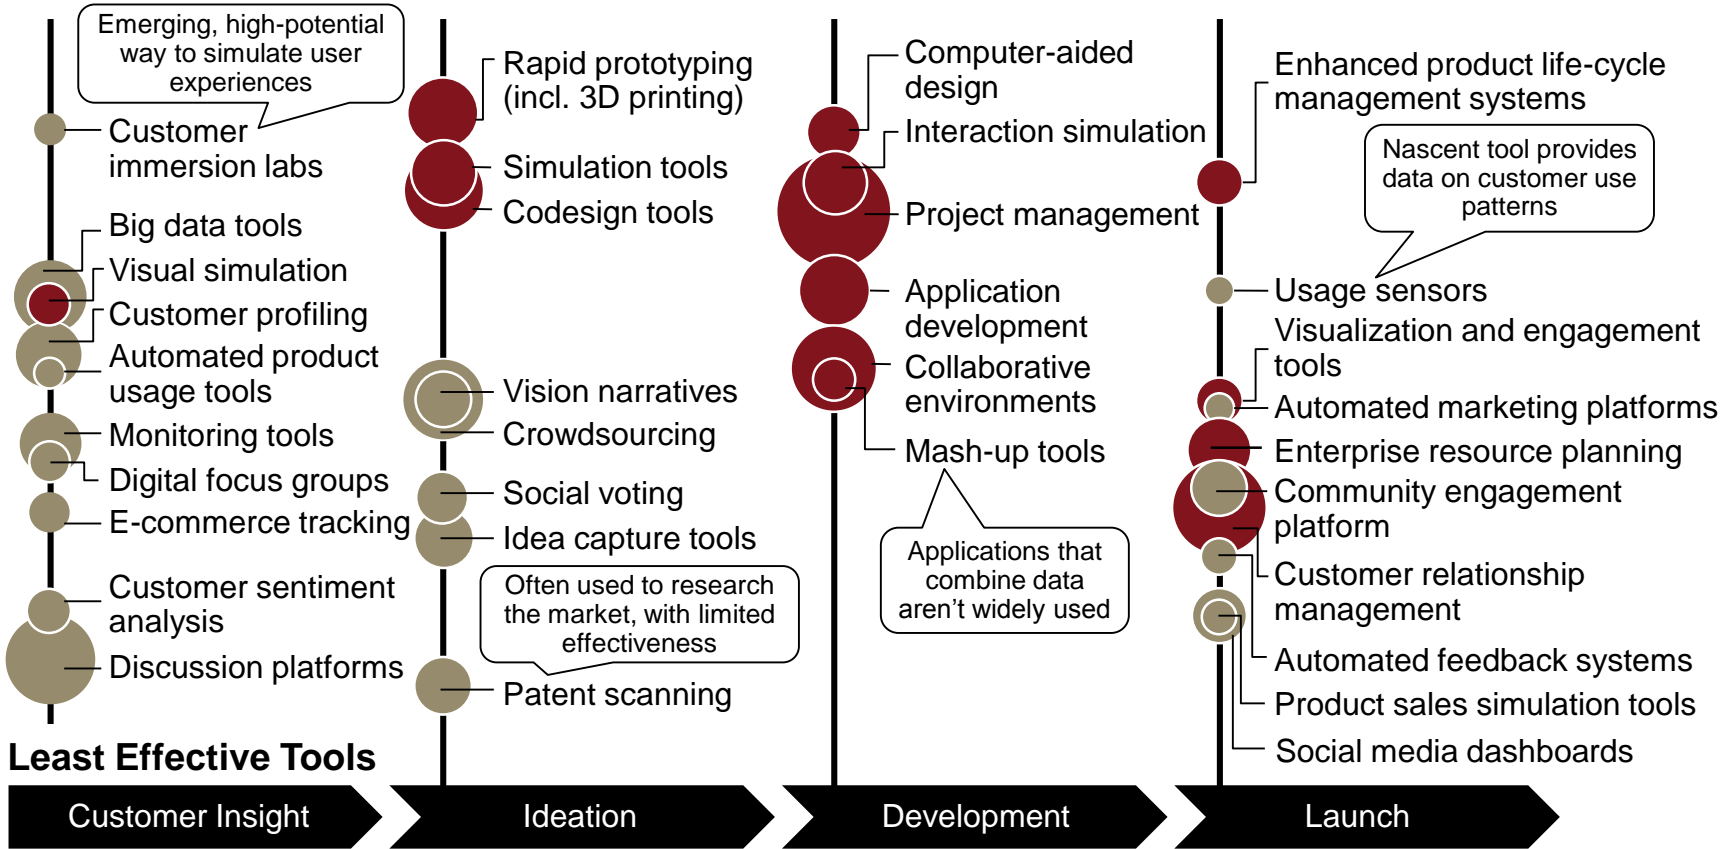 Emerging, high-potential
way to simulate user
experiences
Customer
immersion labs
Big data tools
Visual simulation
Customer profiling
Automated product
usage tools
Monitoring tools
Digital focus groups
E-commerce tracking
Customer sentiment
analysis
Discussion platforms
Rapid prototyping
(incl. 3D printing)
Simulation tools
Codesign tools
Vision narratives
Crowdsourcing
Social voting
Idea capture tools
Often used to research
the market, with limited
effectiveness
Patent scanning
Computer-aided
design
Interaction simulation
Project management
Application
development
Collaborative
environments
Mash-up tools
Applications that
combine data
aren’t widely used
Enhanced product life-cycle
management systems
Nascent tool provides
data on customer use
patterns
Usage sensors
Visualization and engagement
tools
Automated marketing platforms
Enterprise resource planning
Community engagement
platform
Customer relationship
management
Automated feedback systems
Product sales simulation tools
Social media dashboards
Least Effective Tools
Customer Insight
Ideation
Development
Launch